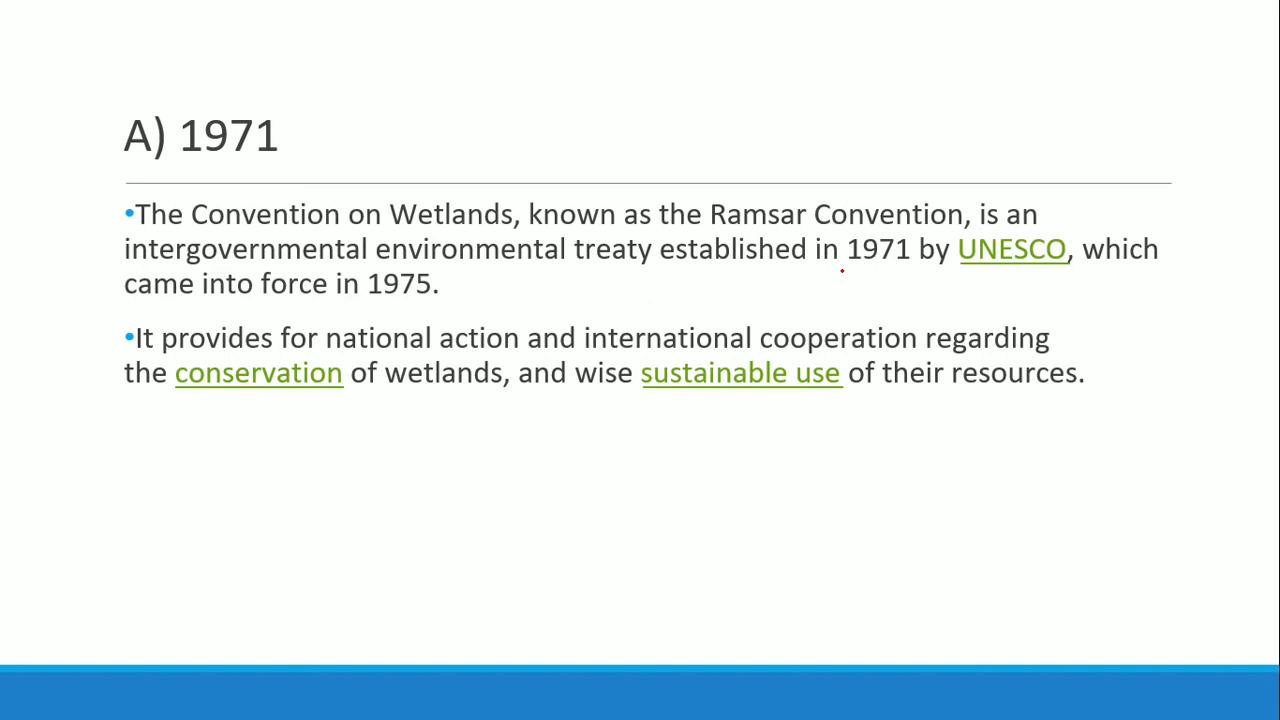 A) 1971
•The Convention on Wetlands, known as the Ramsar Convention, is an
intergovernmental environmental treaty established in 1971 by UNESCO, which
came into force in 1975.
•It provides for national action and international cooperation regarding
the conservation of wetlands, and wise sustainable use of their resources.